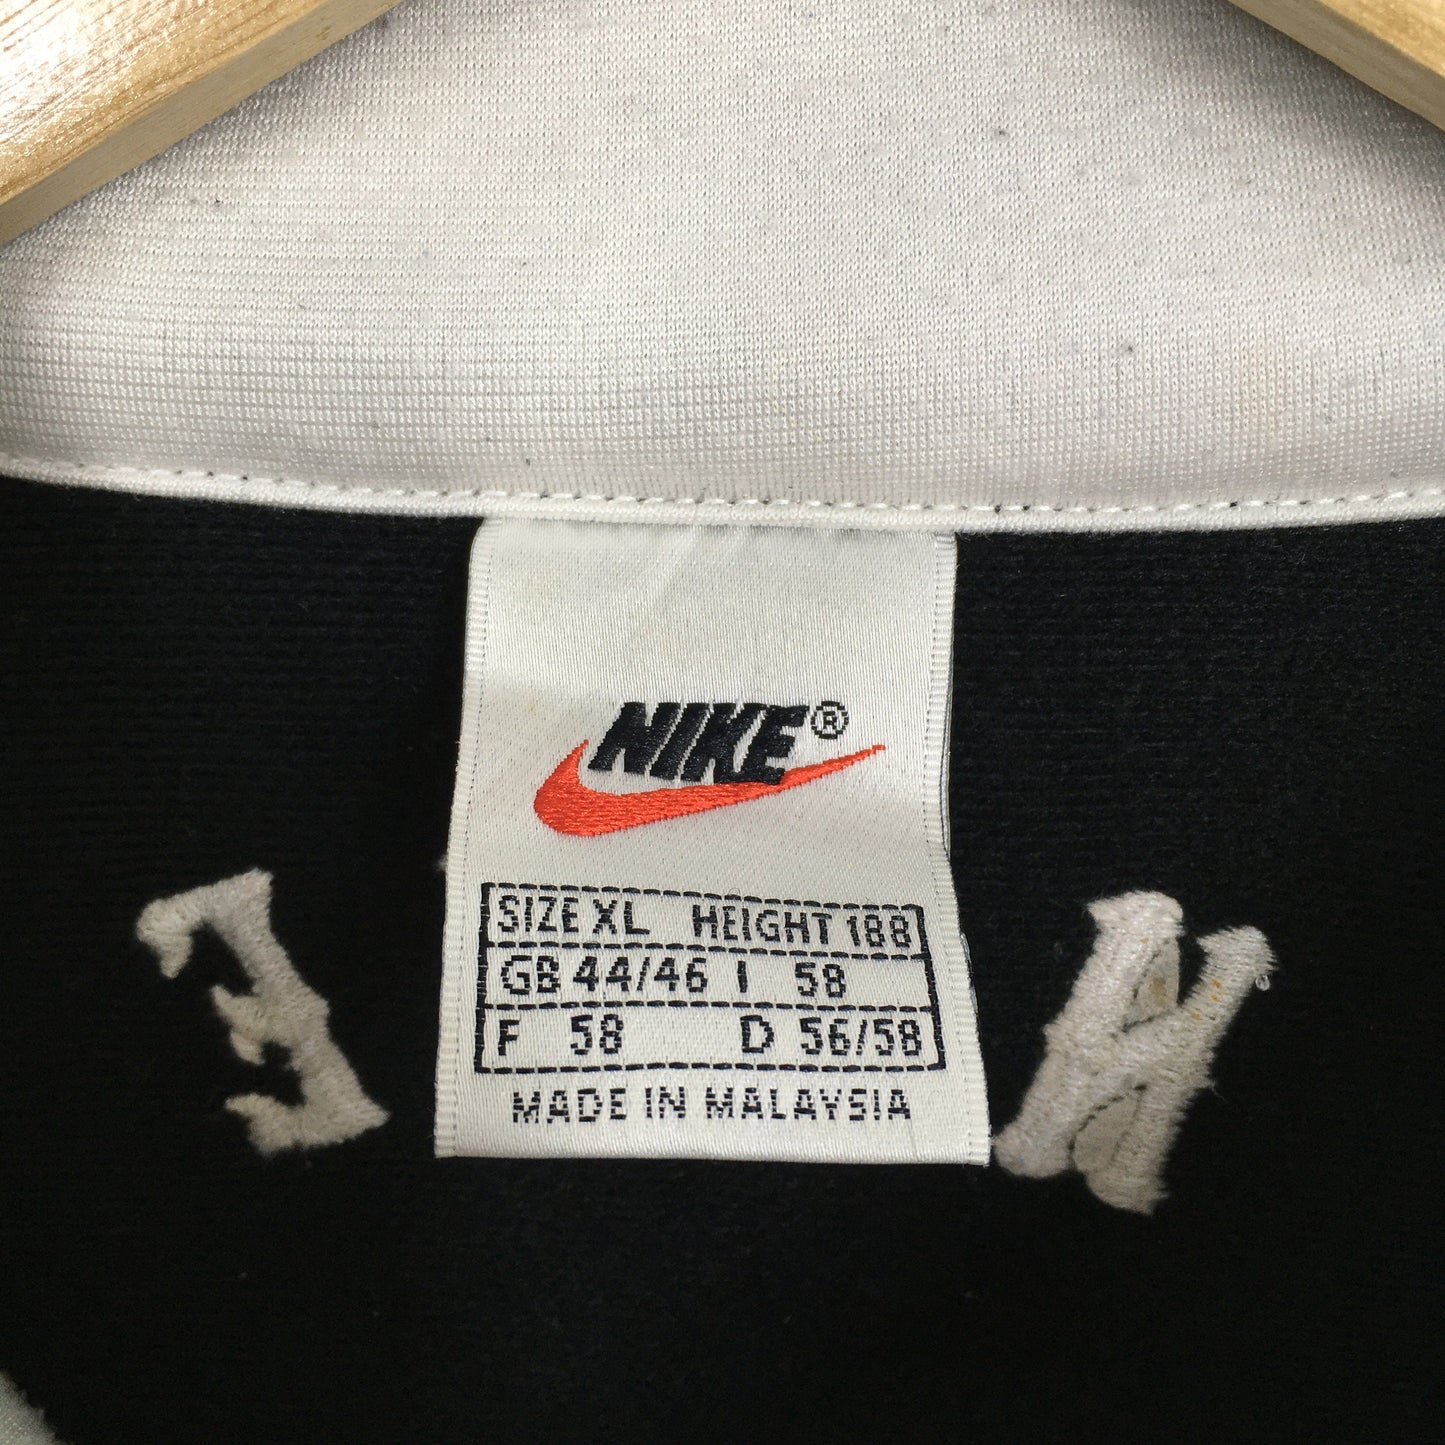 NIKE®
SIZE XL HEIGHT 188
GB 44/46 I 58
F 58 D 56/58
MADE IN MALAYSIA